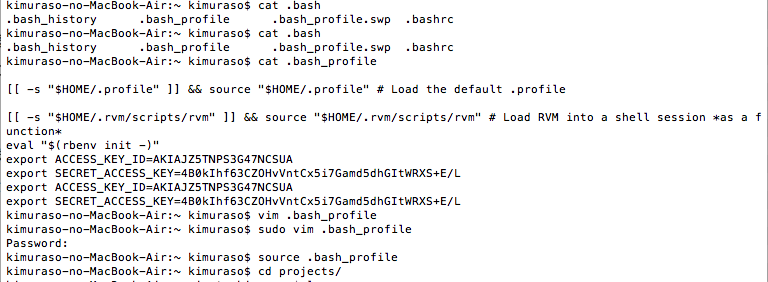 kimuraso-no-MacBook-Air:~ kimuraso$ cat .bash
.bash_history .bash_profile .bash_profile.swp .bashrc
kimuraso-no-MacBook-Air:~ kimuraso$ cat .bash
.bash_history .bash_profile .bash_profile.swp .bashrc
kimuraso-no-MacBook-Air:~ kimuraso$ cat .bash_profile
[[ -s "$HOME/.profile" ]] && source "$HOME/.profile" # Load the default .profile
[[ -s "$HOME/.rvm/scripts/rvm" ]] && source "$HOME/.rvm/scripts/rvm" # Load RVM into a shell session *as a f
unction*
eval "$(rbenv init -)"
export ACCESS_KEY_ID=AKIAJZ5TNPS3G47NCSUA
export SECRET_ACCESS_KEY=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
export ACCESS_KEY_ID=AKIAJZ5TNPS3G47NCSUA
export SECRET_ACCESS_KEY=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
kimuraso-no-MacBook-Air:~ kimuraso$ vim .bash_profile
kimuraso-no-MacBook-Air:~ kimuraso$ sudo vim .bash_profile
Password:
kimuraso-no-MacBook-Air:~ kimuraso$ source .bash_profile
kimuraso-no-MacBook-Air:~ kimuraso$ cd projects/